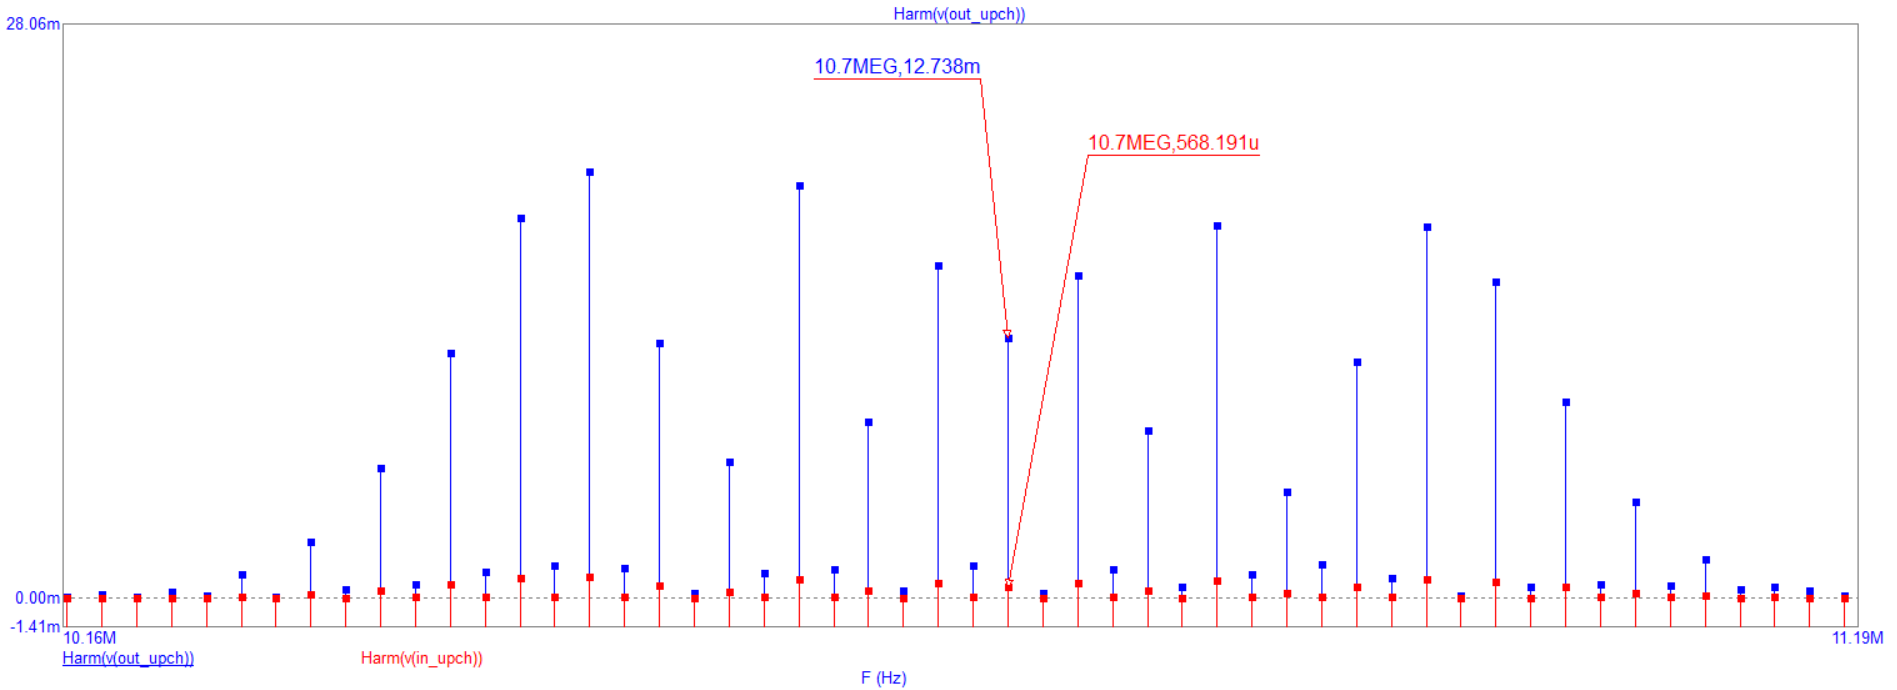 Harm(v(out_upch))
28.06m
10.7MEG,12.738m
10.7MEG,568.191u
0.00m
-1.41m
10.16M
11.19M
Harm(v(out_upch))
Harm(v(in_upch))
F (Hz)